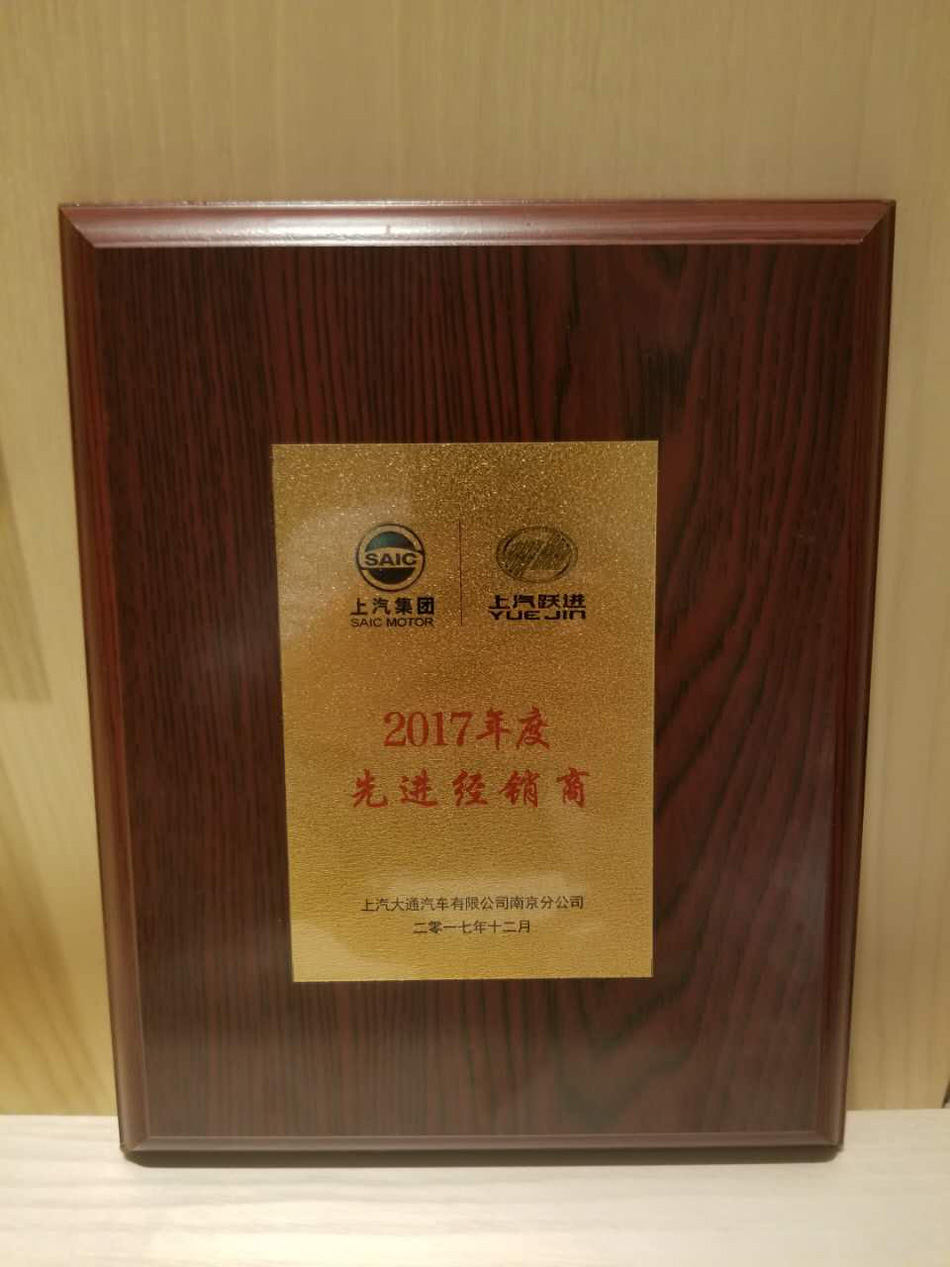 SAIC
上汽集团
SAIC MOTOR
上汽跃进
YUEJIN
2017年度
先进经销商
上汽大通汽车有限公司南京分公司
二零一七年十二月